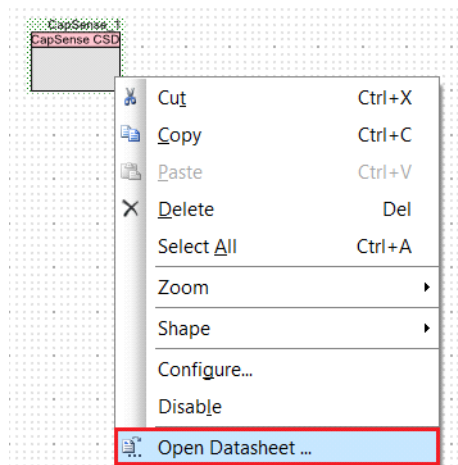 CapSense_1
CapSense CSD
Cut Ctrl+X
Copy Ctrl+C
Paste Ctrl+V
Delete Del
Select All Ctrl+A
Zoom
Shape
Configure...
Disable
Open Datasheet ...